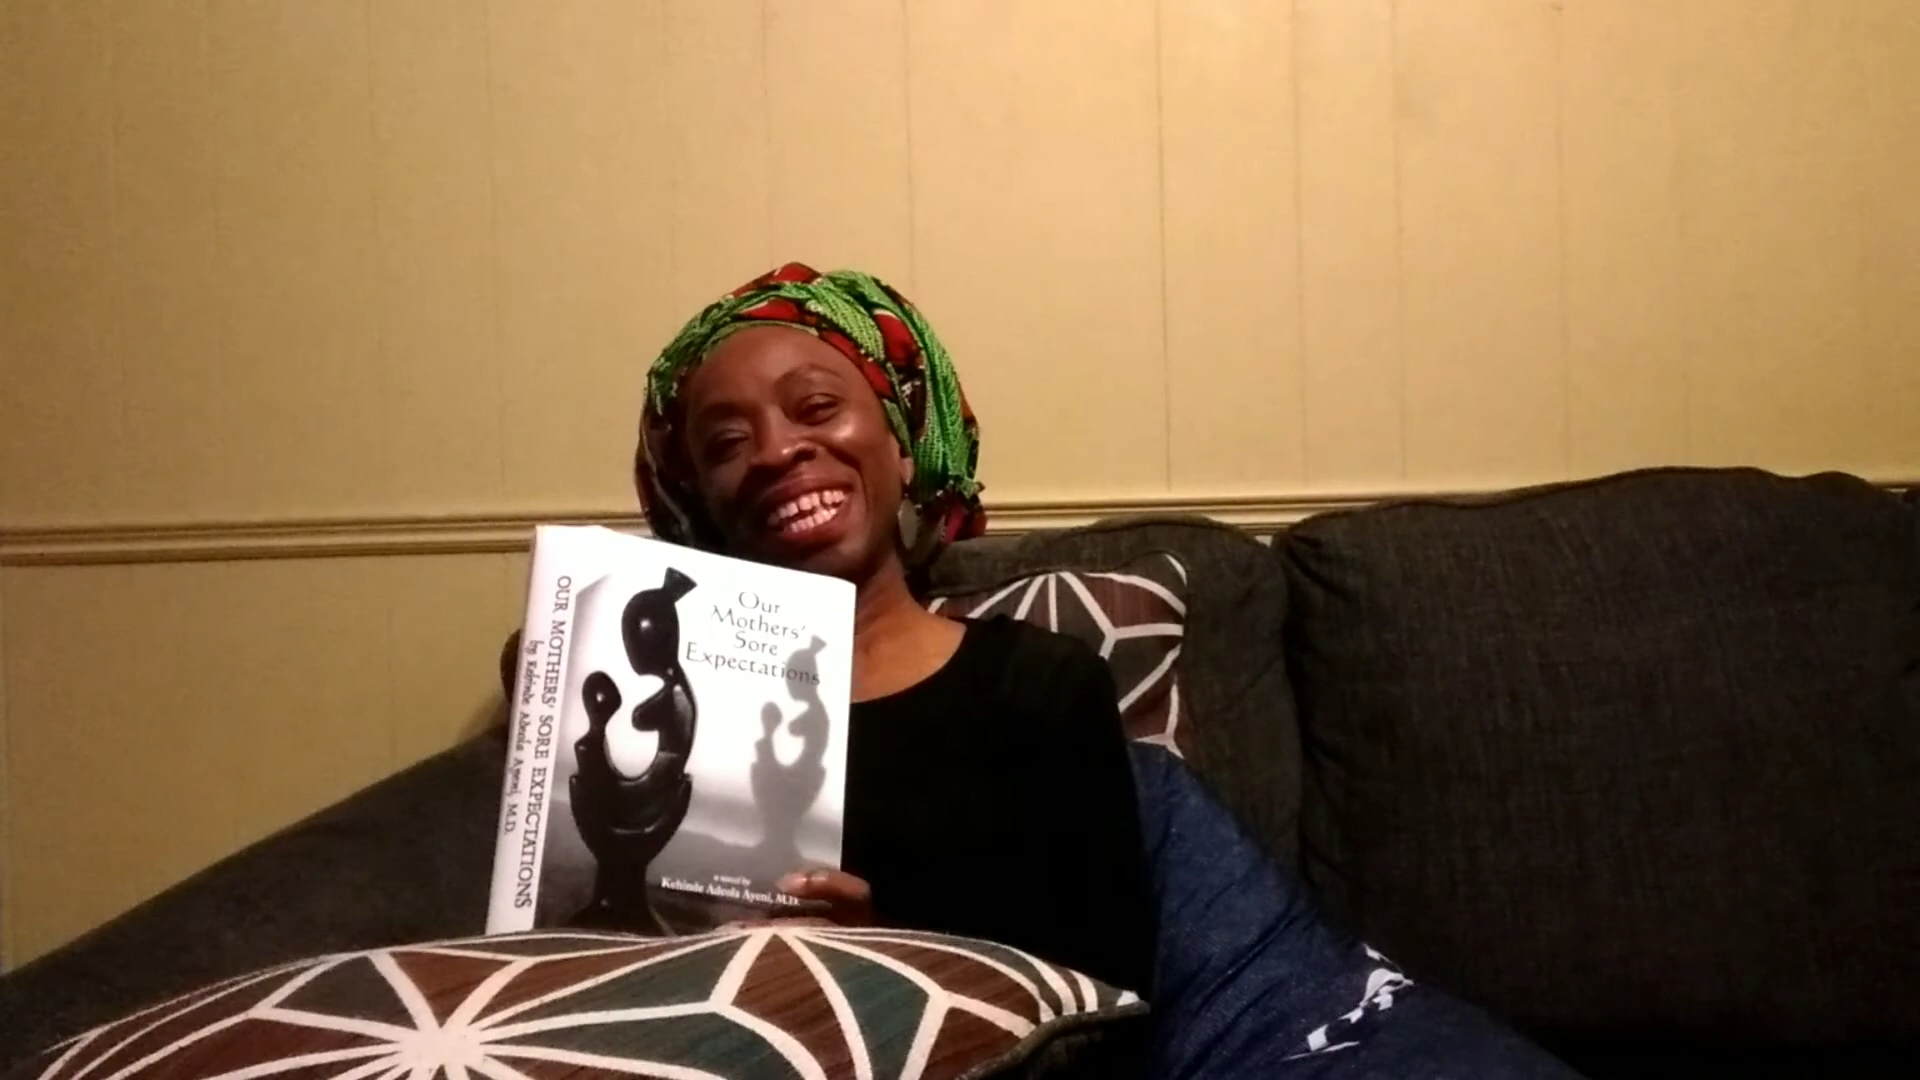 OUR MOTHERS' SORE EXPECTATIONS
by Kehinde Adeola Ayeni, M.D.
Our
Mothers'
Sore
Expectations
a novel by
Kehinde Adeola Ayeni, M.D.